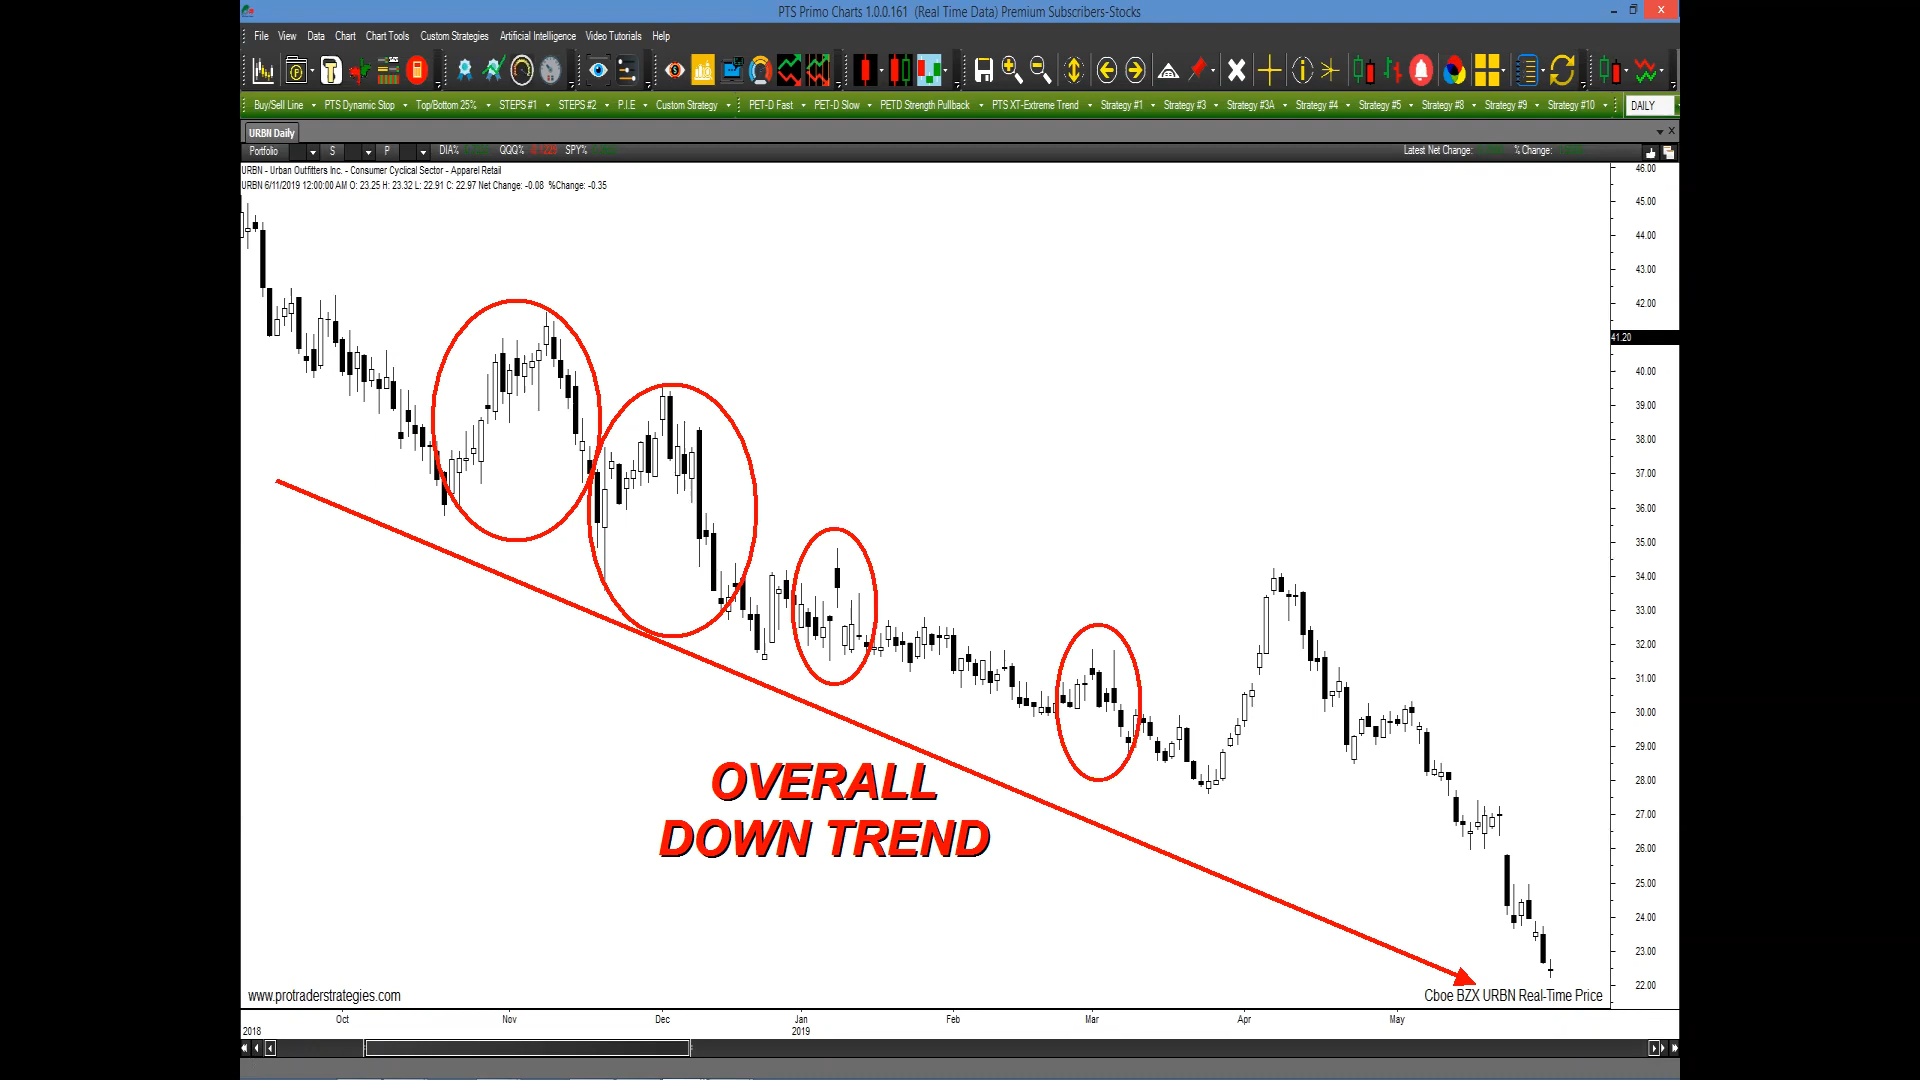 PTS Primo Charts 1.0.0.161 (Real Time Data) Premium Subscribers-Stocks
File View Data Chart Chart Tools Custom Strategies Artificial Intelligence Video Tutorials Help
Buy/Sell Line PTS Dynamic Stop Top/Bottom 25% STEPS #1 STEPS #2 P.I.E Custom Strategy PET-D Fast PET-D Slow PETD Strength Pullback PTS XT-Extreme Trend Strategy #1 Strategy #3 Strategy #3A Strategy #4 Strategy #5 Strategy #8 Strategy #9 Strategy #10 DAILY
URBN Daily
Portfolio S P DIA% QQQ% SPY% Latest Net Change: % Change:
URBN - Urban Outfitters Inc. - Consumer Cyclical Sector - Apparel Retail
URBN 6/11/2019 12:00:00 AM O: 23.25 H: 23.32 L: 22.91 C: 22.97 Net Change: -0.08 %Change: -0.35
46.00
45.00
44.00
43.00
42.00
41.20
40.00
39.00
38.00
37.00
36.00
35.00
34.00
33.00
32.00
31.00
30.00
29.00
28.00
27.00
26.00
25.00
24.00
23.00
22.00
OVERALL
DOWN TREND
www.protraderstrategies.com
Cboe BZX URBN Real-Time Price
Oct Nov Dec Jan Feb Mar Apr May
2018 2019